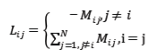 L_{ij} = { -M_{ij}, j ≠ i
∑_{j=1, j≠i}^{N} M_{ij}, i = j